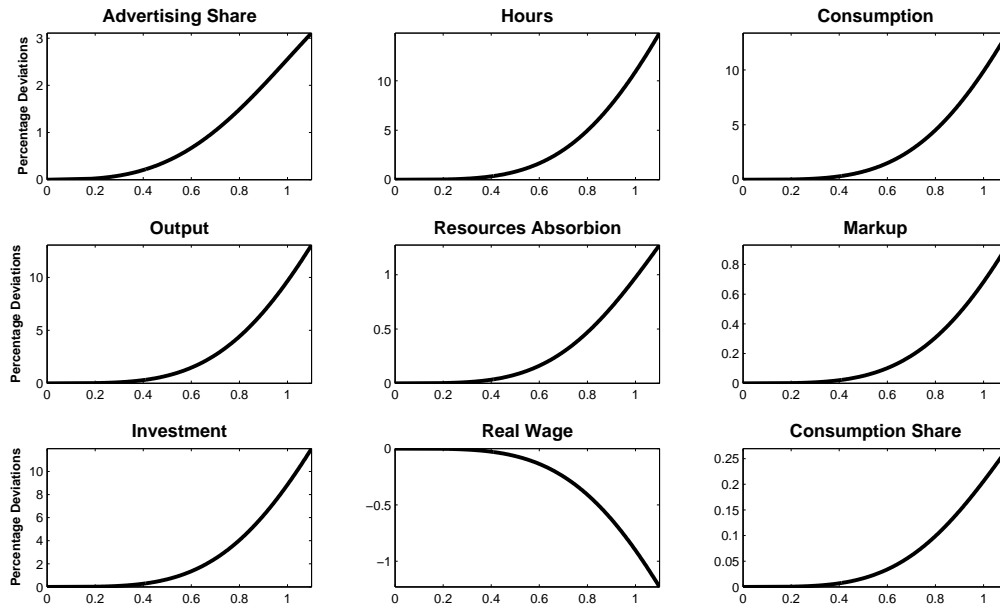 Advertising Share
Hours
Consumption
Percentage Deviations
3
2
1
0
0 0.2 0.4 0.6 0.8 1
10
5
0
0 0.2 0.4 0.6 0.8 1
10
5
0
0 0.2 0.4 0.6 0.8 1
Output
Resources Absorbion
Markup
Percentage Deviations
10
5
0
0 0.2 0.4 0.6 0.8 1
1
0.5
0
0 0.2 0.4 0.6 0.8 1
0.8
0.6
0.4
0.2
0
0 0.2 0.4 0.6 0.8 1
Investment
Real Wage
Consumption Share
Percentage Deviations
10
8
6
4
2
0
0 0.2 0.4 0.6 0.8 1
0
−0.5
−1
0 0.2 0.4 0.6 0.8 1
0.25
0.2
0.15
0.1
0.05
0
0 0.2 0.4 0.6 0.8 1